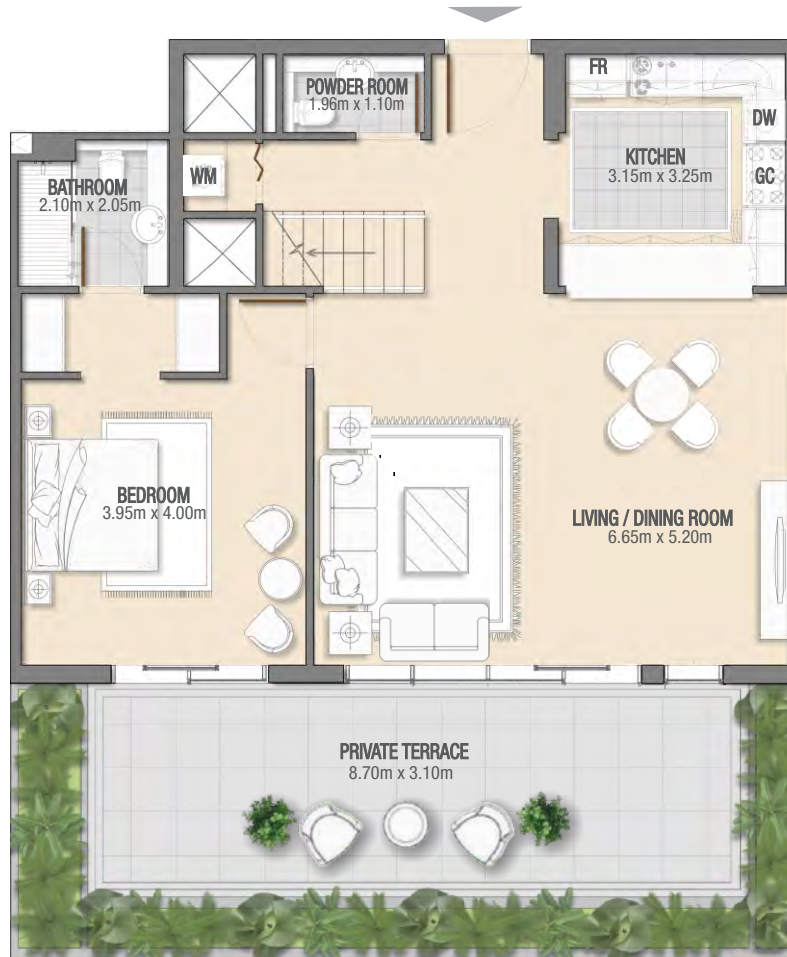 FR
POWDER ROOM
1.96m x 1.10m
DW
KITCHEN
3.15m x 3.25m
WM
GC
BATHROOM
2.10m x 2.05m
BEDROOM
3.95m x 4.00m
LIVING / DINING ROOM
6.65m x 5.20m
PRIVATE TERRACE
8.70m x 3.10m